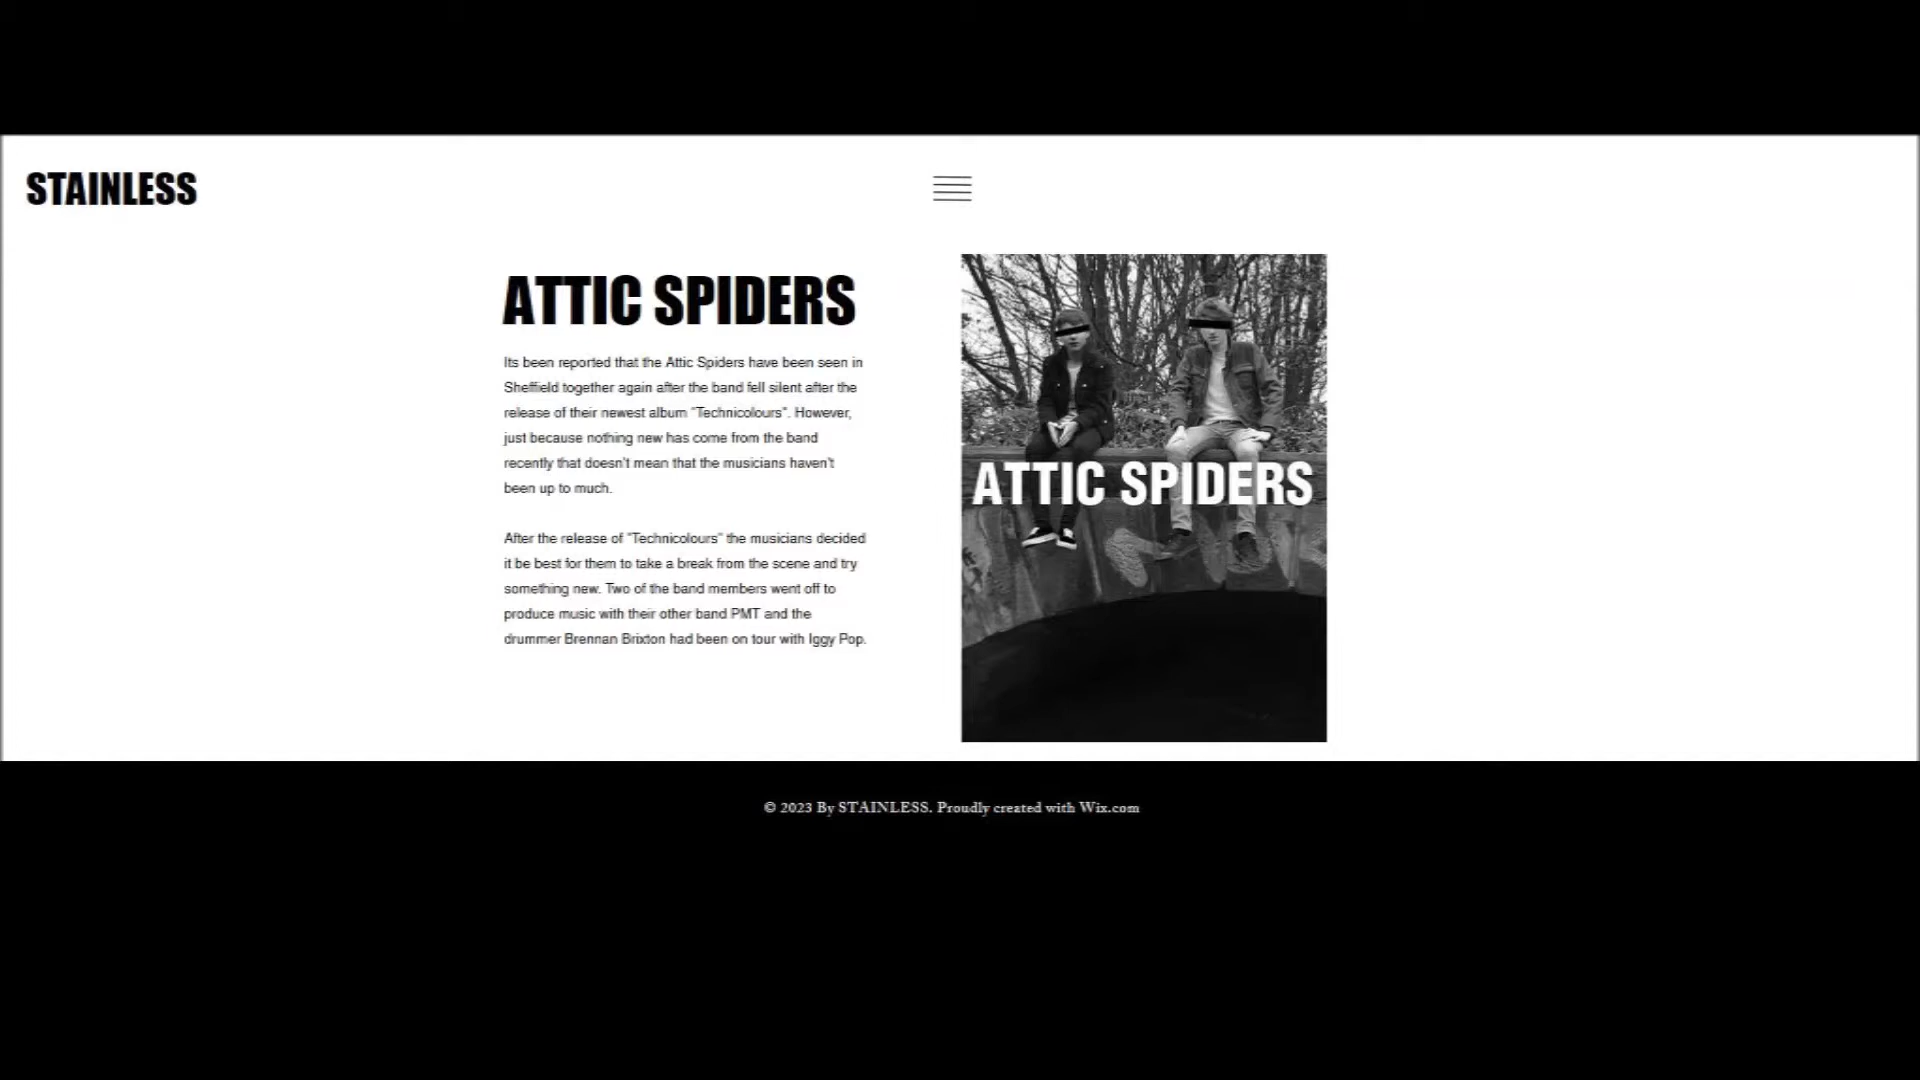 STAINLESS
ATTIC SPIDERS
Its been reported that the Attic Spiders have been seen in
Sheffield together again after the band fell silent after the
release of their newest album "Technicolours". However,
just because nothing new has come from the band
recently that doesn't mean that the musicians haven't
been up to much.
After the release of "Technicolours" the musicians decided
it be best for them to take a break from the scene and try
something new. Two of the band members went off to
produce music with their other band PMT and the
drummer Brennan Brixton had been on tour with Iggy Pop.
ATTIC SPIDERS
© 2023 By STAINLESS. Proudly created with Wix.com